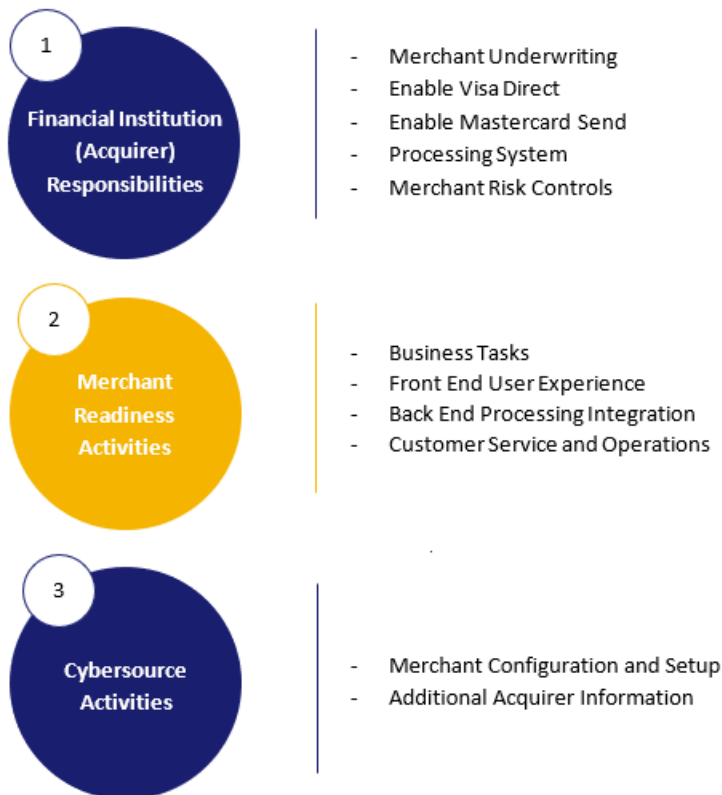 1
Financial Institution
(Acquirer)
Responsibilities
- Merchant Underwriting
- Enable Visa Direct
- Enable Mastercard Send
- Processing System
- Merchant Risk Controls
2
Merchant
Readiness
Activities
- Business Tasks
- Front End User Experience
- Back End Processing Integration
- Customer Service and Operations
3
Cybersource
Activities
- Merchant Configuration and Setup
- Additional Acquirer Information